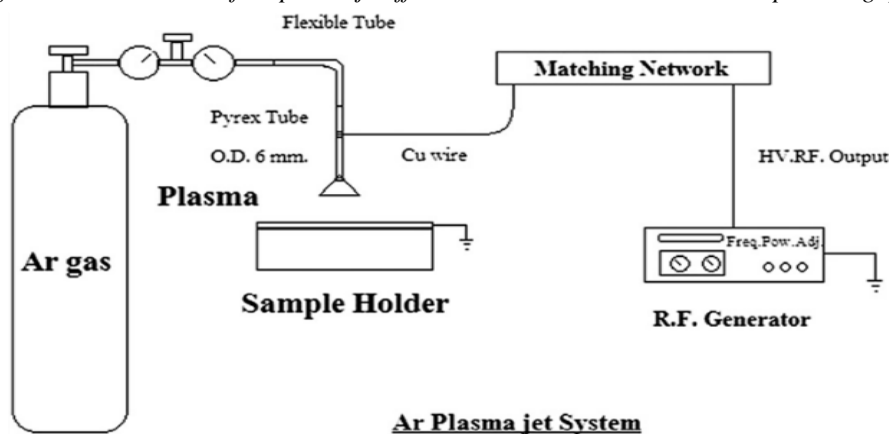 Flexible Tube
Matching Network
Pyrex Tube
O.D. 6 mm.
Cu wire
HV.RF. Output
Plasma
Ar gas
Freq.Pow.Adj.
Sample Holder
R.F. Generator
Ar Plasma jet System